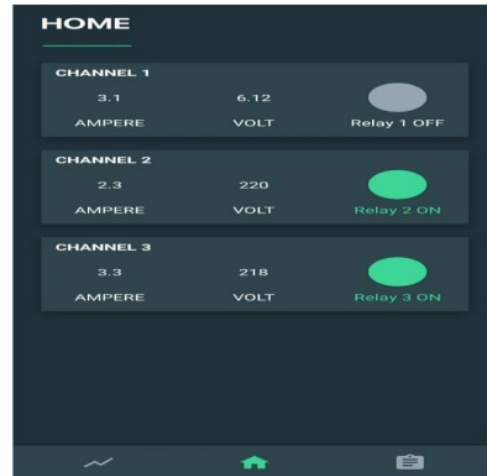 HOME
CHANNEL 1
3.1 6.12
AMPERE VOLT Relay 1 OFF
CHANNEL 2
2.3 220
AMPERE VOLT Relay 2 ON
CHANNEL 3
3.3 218
AMPERE VOLT Relay 3 ON